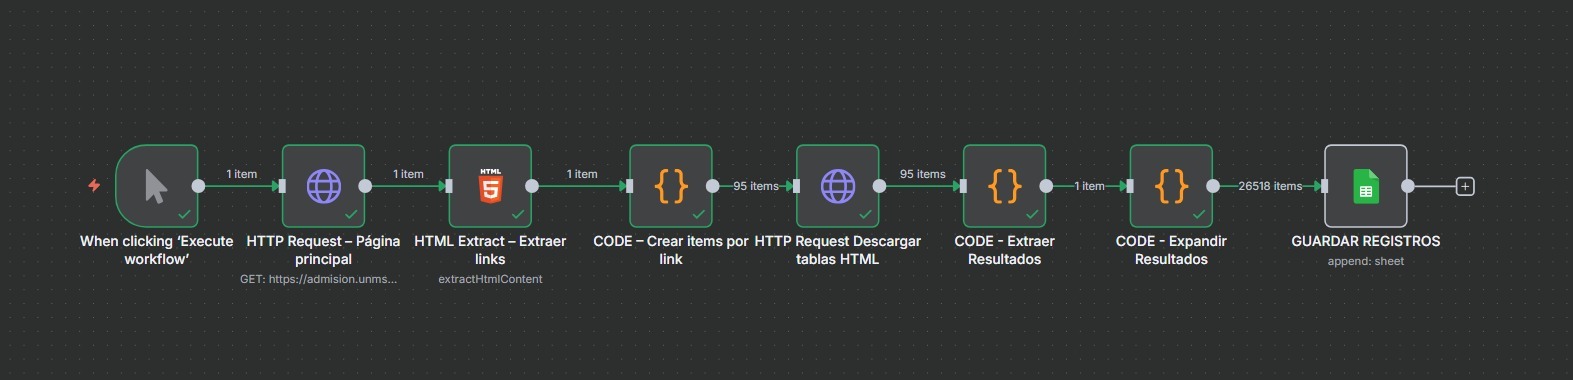 1 item
1 item
1 item
95 items
95 items
1 item
26518 items
HTML
5
{}
{}
{}
+
When clicking ‘Execute
workflow’
HTTP Request – Página
principal
GET: https://admision.unms...
HTML Extract – Extraer
links
extractHtmlContent
CODE – Crear items por
link
HTTP Request Descargar
tablas HTML
CODE - Extraer
Resultados
CODE - Expandir
Resultados
GUARDAR REGISTROS
append: sheet